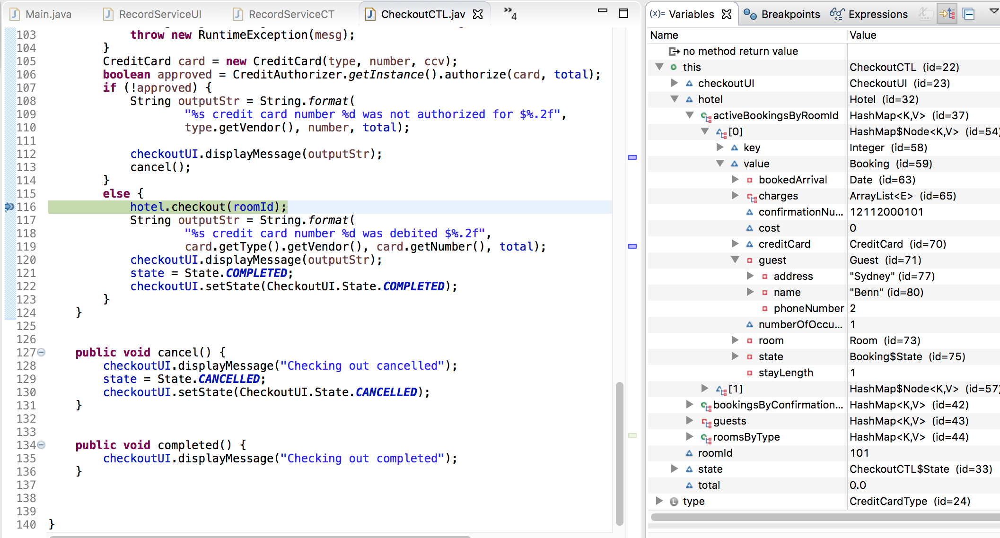 Main.java RecordServiceUI RecordServiceCT CheckoutCTL.jav »4
103 throw new RuntimeException(mesg);
104 }
105 CreditCard card = new CreditCard(type, number, ccv);
106 boolean approved = CreditAuthorizer.getInstance().authorize(card, total);
107 if (!approved) {
108 String outputStr = String.format(
109 "%s credit card number %d was not authorized for $%.2f",
110 type.getVendor(), number, total);
111
112 checkoutUI.displayMessage(outputStr);
113 cancel();
114 }
115 else {
116 hotel.checkout(roomId);
117 String outputStr = String.format(
118 "%s credit card number %d was debited $%.2f",
119 card.getType().getVendor(), card.getNumber(), total);
120 checkoutUI.displayMessage(outputStr);
121 state = State.COMPLETED;
122 checkoutUI.setState(CheckoutUI.State.COMPLETED);
123 }
124 }
125
126
127 public void cancel() {
128 checkoutUI.displayMessage("Checking out cancelled");
129 state = State.CANCELLED;
130 checkoutUI.setState(CheckoutUI.State.CANCELLED);
131 }
132
133
134 public void completed() {
135 checkoutUI.displayMessage("Checking out completed");
136 }
137
138
139
140 }
(x)= Variables Breakpoints Expressions
Name Value
no method return value
this CheckoutCTL (id=22)
checkoutUI CheckoutUI (id=23)
hotel Hotel (id=32)
activeBookingsByRoomId HashMap<K,V> (id=37)
[0] HashMap$Node<K,V> (id=54)
key Integer (id=58)
value Booking (id=59)
bookedArrival Date (id=63)
charges ArrayList<E> (id=65)
confirmationNu... 12112000101
cost 0
creditCard CreditCard (id=70)
guest Guest (id=71)
address "Sydney" (id=77)
name "Benn" (id=80)
phoneNumber 2
numberOfOccu... 1
room Room (id=73)
state Booking$State (id=75)
stayLength 1
[1] HashMap$Node<K,V> (id=57)
bookingsByConfirmation... HashMap<K,V> (id=42)
guests HashMap<K,V> (id=43)
roomsByType HashMap<K,V> (id=44)
roomId 101
state CheckoutCTL$State (id=33)
total 0.0
type CreditCardType (id=24)